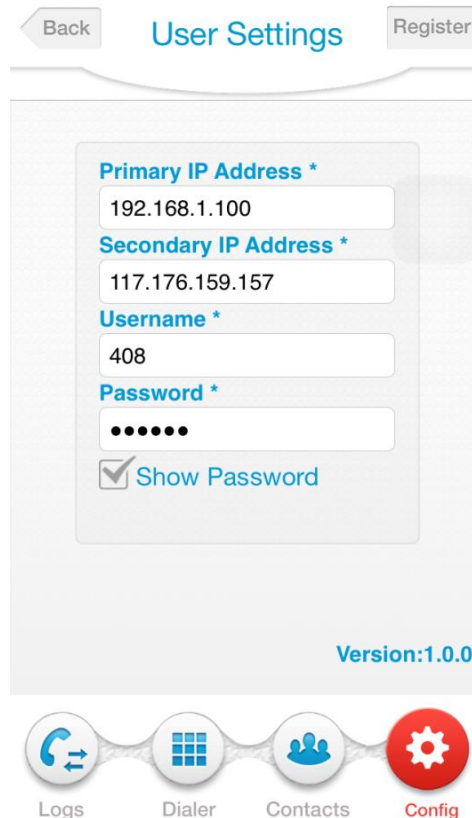 Back
User Settings
Register
Primary IP Address *
192.168.1.100
Secondary IP Address *
117.176.159.157
Username *
408
Password *
••••••
Show Password
Version:1.0.0
Logs
Dialer
Contacts
Config